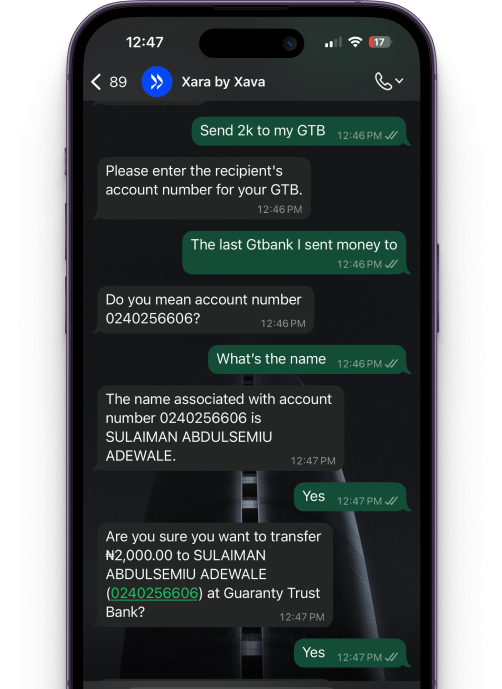 12:47
17
89
Xara by Xava
Send 2k to my GTB
12:46 PM
Please enter the recipient's
account number for your GTB.
12:46 PM
The last Gtbank I sent money to
12:46 PM
Do you mean account number
0240256606?
12:46 PM
What's the name
12:46 PM
The name associated with account
number 0240256606 is
SULAIMAN ABDULSEMIU
ADEWALE.
12:47 PM
Yes
12:47 PM
Are you sure you want to transfer
₦2,000.00 to SULAIMAN
ABDULSEMIU ADEWALE
(0240256606) at Guaranty Trust
Bank?
12:47 PM
Yes
12:47 PM